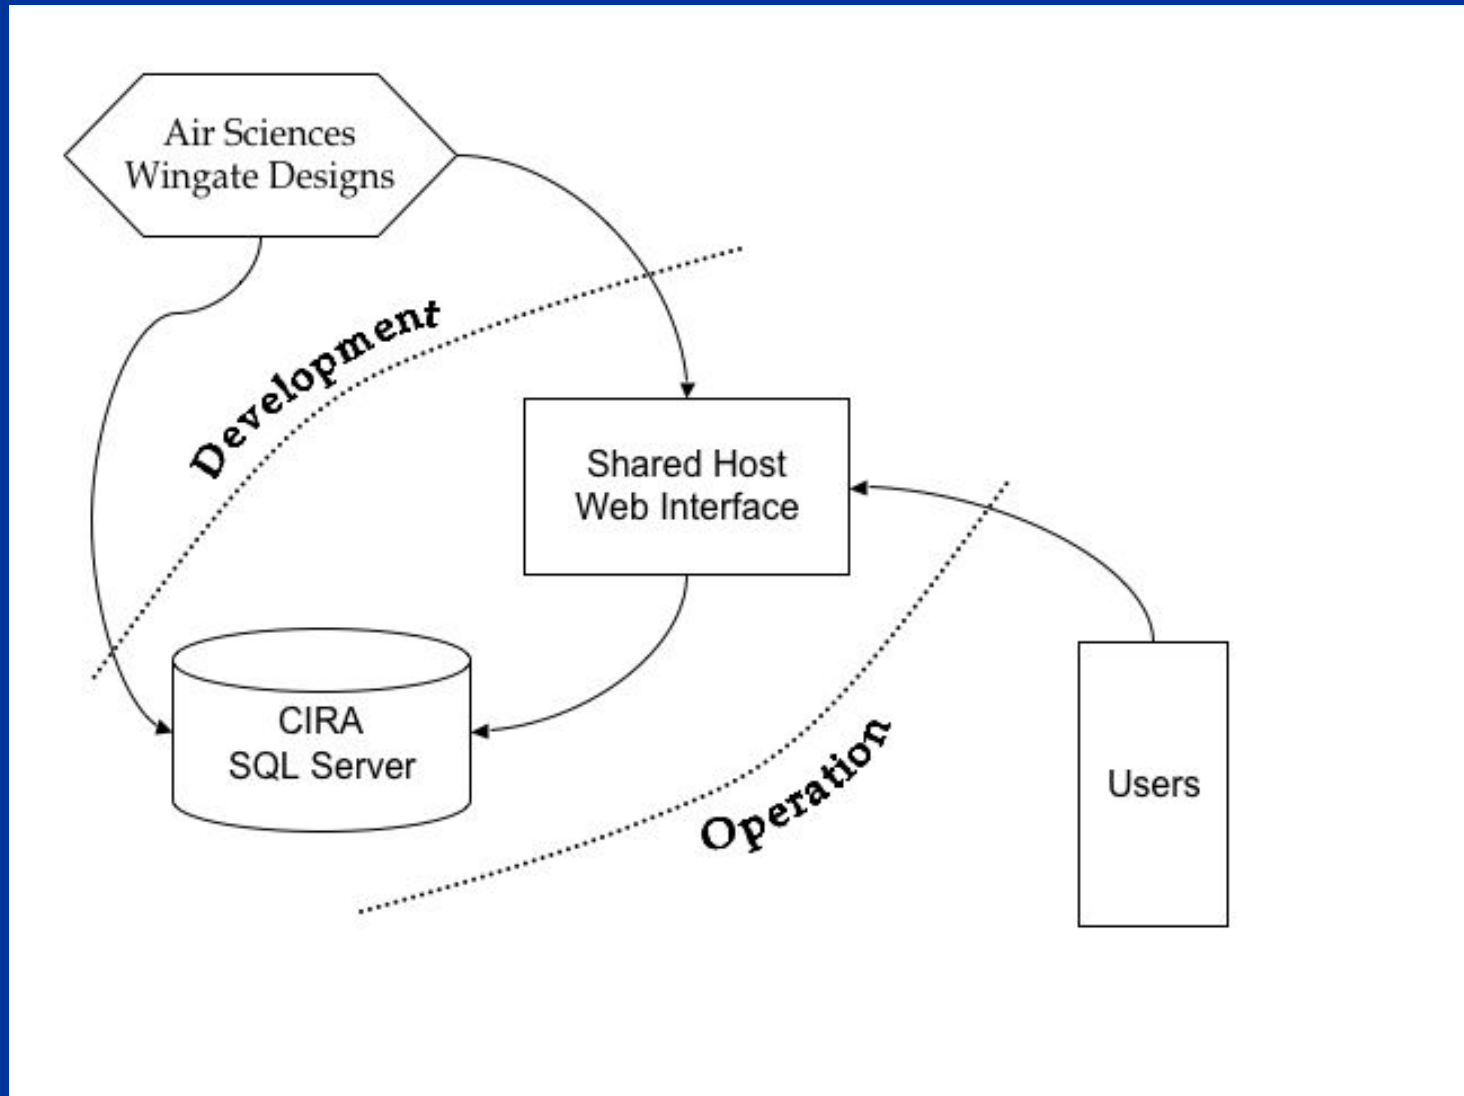 Air Sciences
Wingate Designs
Development
Shared Host
Web Interface
CIRA
SQL Server
Operation
Users